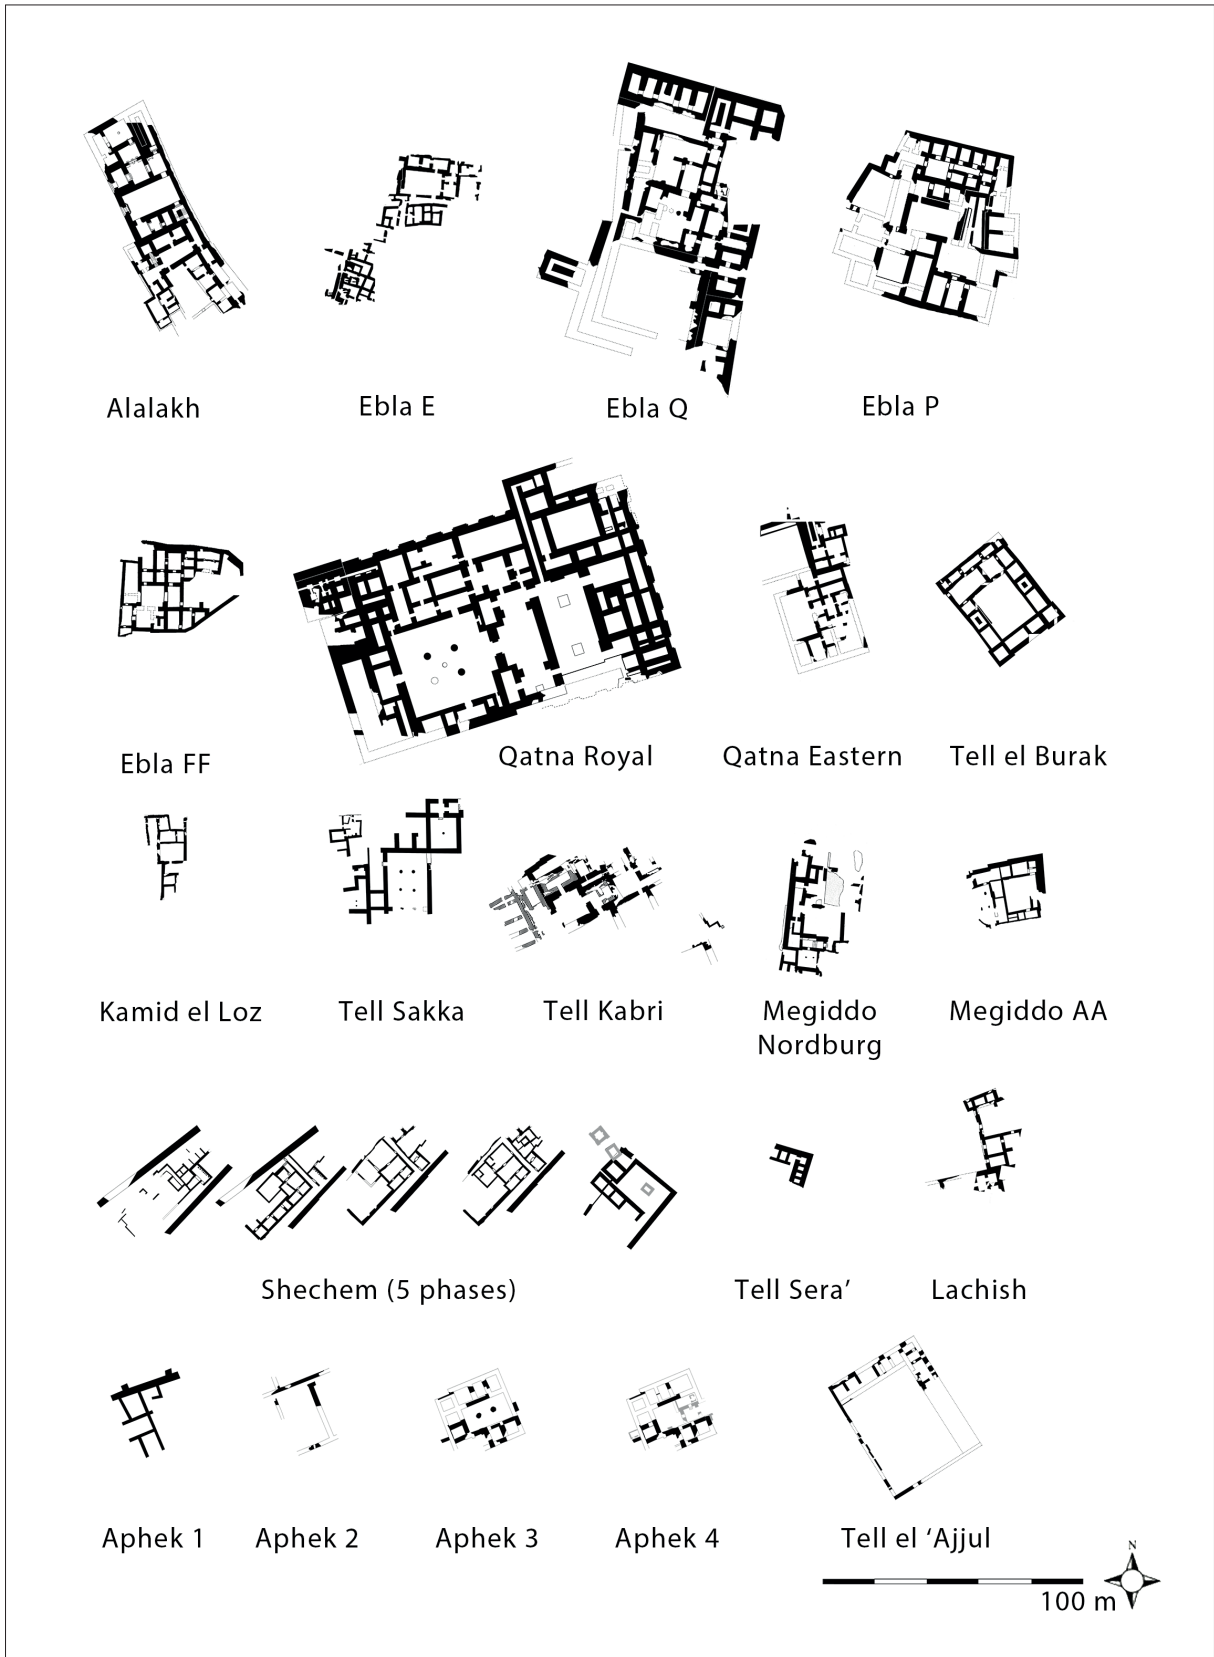 Alalakh
Ebla E
Ebla Q
Ebla P
Ebla FF
Qatna Royal
Qatna Eastern
Tell el Burak
Kamid el Loz
Tell Sakka
Tell Kabri
Megiddo
Nordburg
Megiddo AA
Shechem (5 phases)
Tell Sera’
Lachish
Aphek 1
Aphek 2
Aphek 3
Aphek 4
Tell el ‘Ajjul
N
100 m